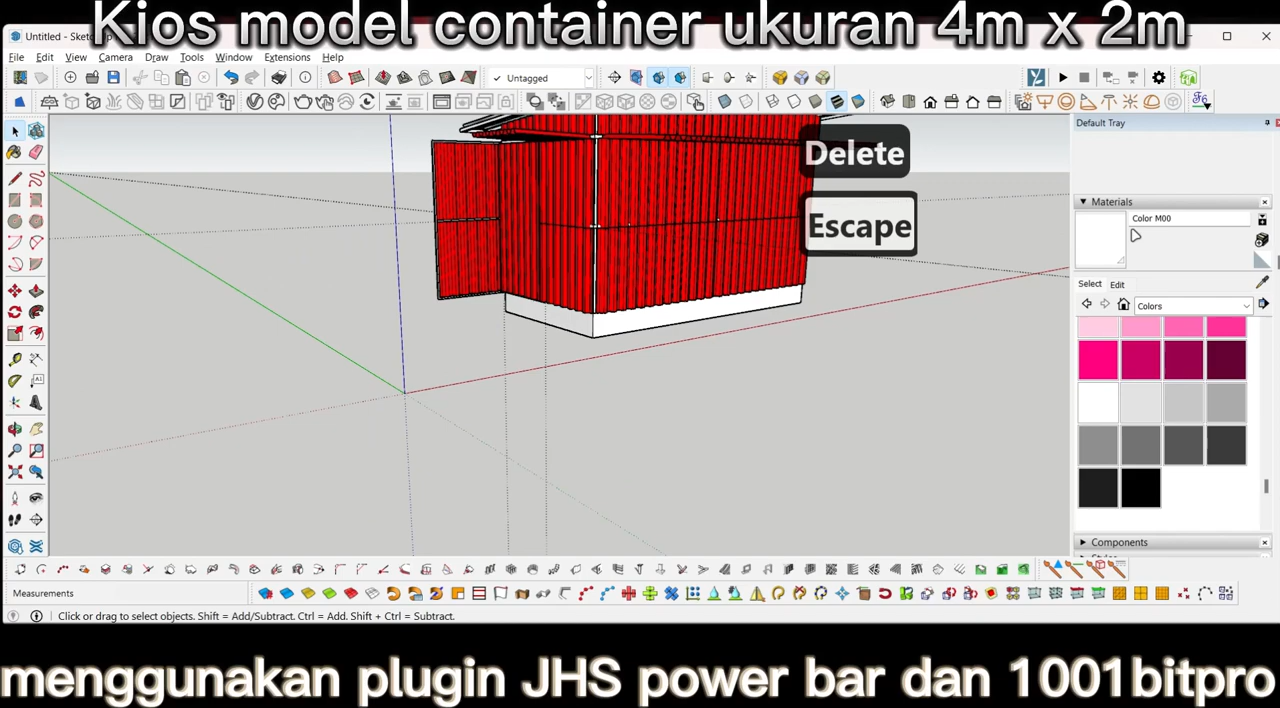 Kios model container ukuran 4m x 2m
Untitled - Sket
File Edit View Camera Draw Tools Window Extensions Help
Untagged
Default Tray
Delete
Escape
Materials
Color M00
Select Edit
Colors
Components
Measurements
Click or drag to select objects. Shift = Add/Subtract. Ctrl = Add. Shift + Ctrl = Subtract.
menggunakan plugin JHS power bar dan 1001bitpro